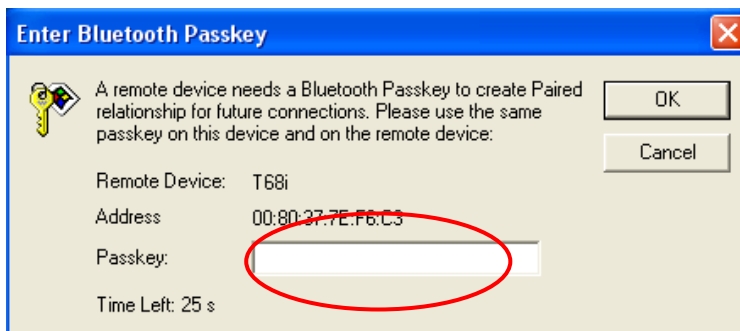 Enter Bluetooth Passkey
A remote device needs a Bluetooth Passkey to create Paired
relationship for future connections. Please use the same
passkey on this device and on the remote device:
OK
Cancel
Remote Device: T68i
Address 00:80:37:7E:F6:C3
Passkey:
Time Left: 25 s